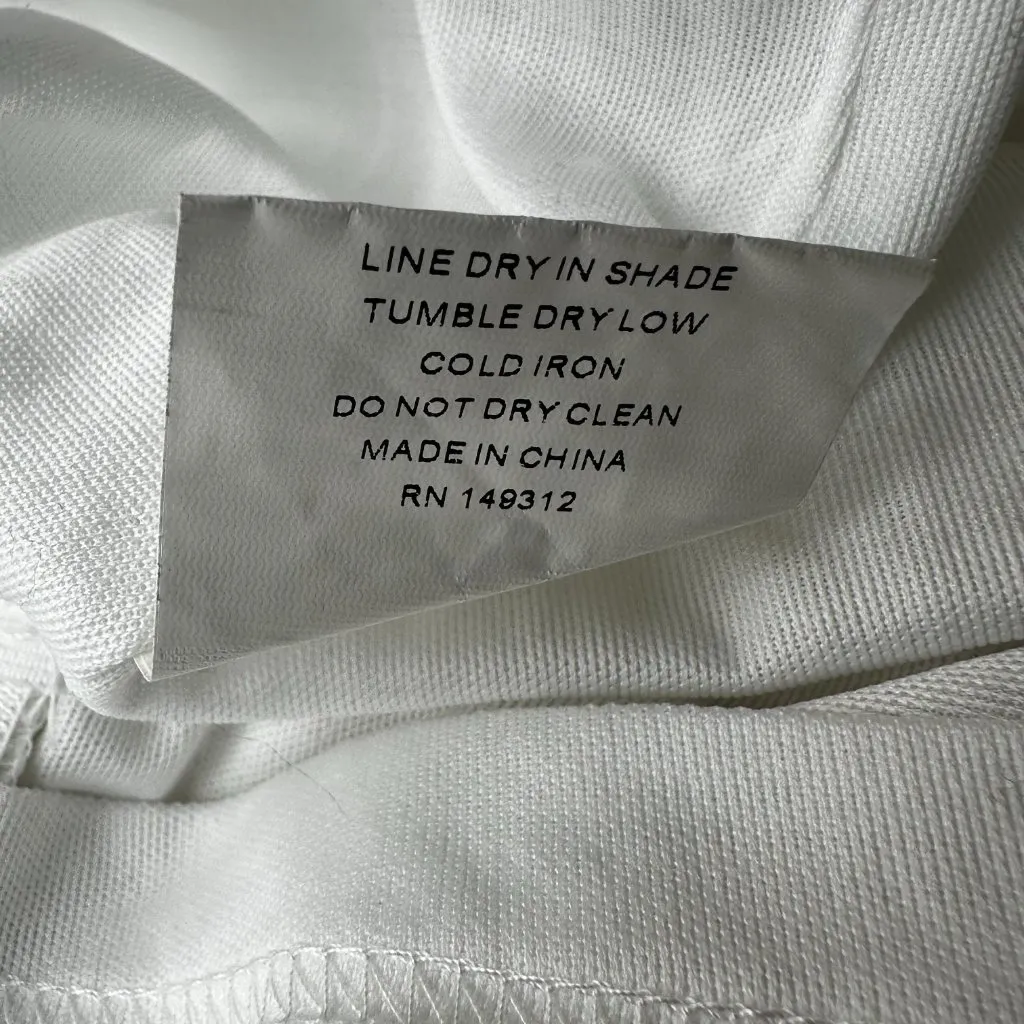 LINE DRY IN SHADE
TUMBLE DRY LOW
COLD IRON
DO NOT DRY CLEAN
MADE IN CHINA
RN 149312